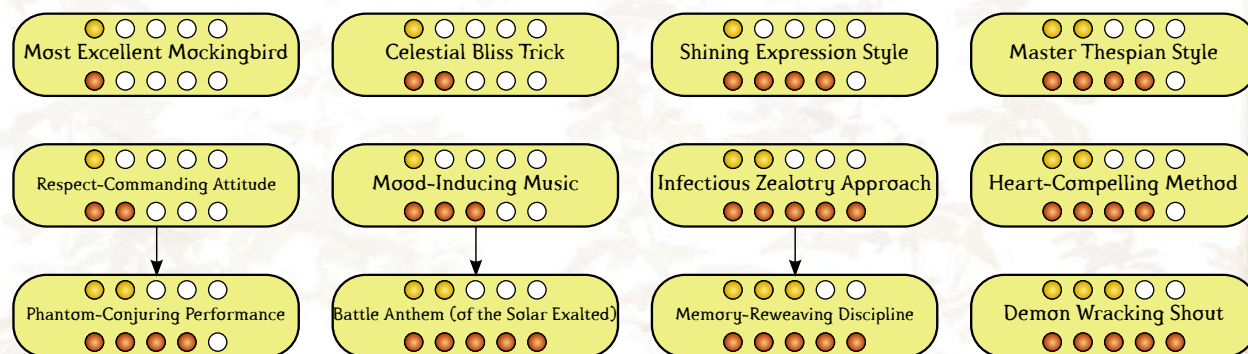 Most Excellent Mockingbird
Celestial Bliss Trick
Shining Expression Style
Master Thespian Style
Respect-Commanding Attitude
Mood-Inducing Music
Infectious Zealotry Approach
Heart-Compelling Method
Phantom-Conjuring Performance
Battle Anthem (of the Solar Exalted)
Memory-Reweaving Discipline
Demon Wracking Shout